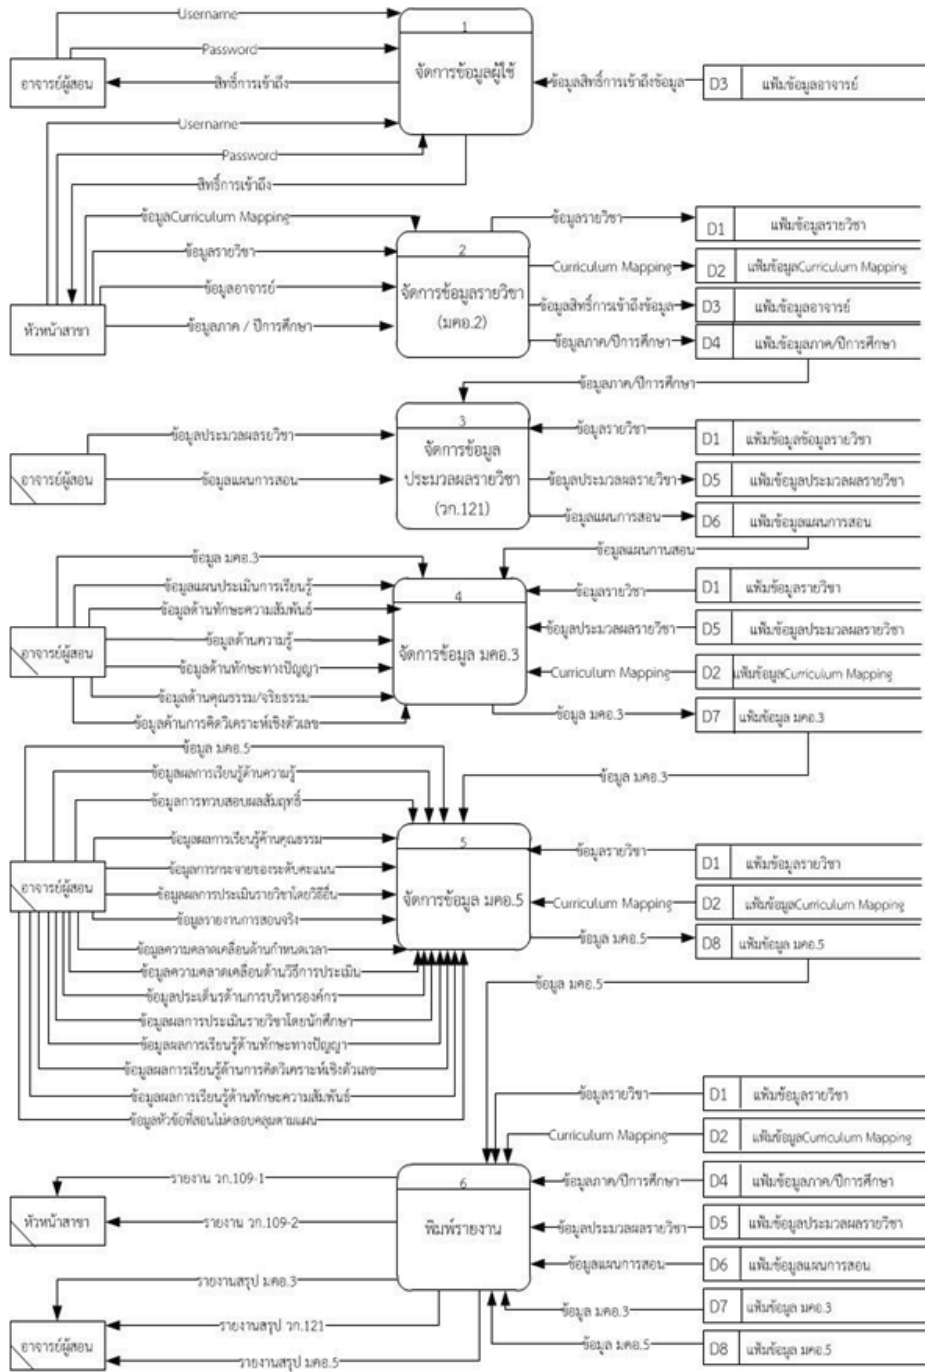 Username
1
Password
จัดการข้อมูลผู้ใช้
อาจารย์ผู้สอน
สิทธิ์การเข้าถึง
ข้อมูลสิทธิ์การเข้าถึงข้อมูล
D3 แฟ้มข้อมูลอาจารย์
Username
Password
สิทธิ์การเข้าถึง
ข้อมูลCurriculum Mapping
ข้อมูลรายวิชา
D1 แฟ้มข้อมูลรายวิชา
ข้อมูลรายวิชา
2
Curriculum Mapping
D2 แฟ้มข้อมูลCurriculum Mapping
ข้อมูลอาจารย์
จัดการข้อมูลรายวิชา
(มคอ.2)
ข้อมูลสิทธิ์การเข้าถึงข้อมูล
D3 แฟ้มข้อมูลอาจารย์
หัวหน้าสาขา
ข้อมูลภาค / ปีการศึกษา
ข้อมูลภาค/ปีการศึกษา
D4 แฟ้มข้อมูลภาค/ปีการศึกษา
ข้อมูลภาค/ปีการศึกษา
3
ข้อมูลประมวลผลรยวิชา
ข้อมูลรายวิชา
D1 แฟ้มข้อมูลข้อมูลรายวิชา
จัดการข้อมูล
ประมวลผลรายวิชา
(วก.121)
อาจารย์ผู้สอน
ข้อมูลแผนการสอน
ข้อมูลประมวลผลรายวิชา
D5 แฟ้มข้อมูลประมวลผลรายวิชา
ข้อมูลแผนการสอน
D6 แฟ้มข้อมูลแผนการสอน
ข้อมูลแผนกานสอน
ข้อมูล มคอ.3
ข้อมูลแผนประเมินการเรียนรู้
4
ข้อมูลรายวิชา
D1 แฟ้มข้อมูลรายวิชา
ข้อมูลด้านทักษะความสัมพันธ์
ข้อมูลประมวลผลรายวิชา
D5 แฟ้มข้อมูลประมวลผลรายวิชา
อาจารย์ผู้สอน
ข้อมูลด้านความรู้
จัดการข้อมูล มคอ.3
ข้อมูลด้านทักษะทางปัญญา
Curriculum Mapping
D2 แฟ้มข้อมูลCurriculum Mapping
ข้อมูลด้านคุณธรรม/จริยธรรม
ข้อมูล มคอ.3
D7 แฟ้มข้อมูล มคอ.3
ข้อมูลด้านการคิดวิเคราะห์เชิงตัวเลข
ข้อมูล มคอ.5
ข้อมูลผลการเรียนรู้ด้านความรู้
ข้อมูล มคอ.3
ข้อมูลการทวบสอบผลสัมฤทธิ์
ข้อมูลผลการเรียนรู้ด้านคุณธรรม
5
ข้อมูลรายวิชา
D1 แฟ้มข้อมูลรายวิชา
ข้อมูลการกระจายของระดับคะแนน
อาจารย์ผู้สอน
จัดการข้อมูล มคอ.5
ข้อมูลผลการประเมินรายวิชาโดยวิธีอื่น
Curriculum Mapping
D2 แฟ้มข้อมูลCurriculum Mapping
ข้อมูลรายงานการสอนจริง
ข้อมูล มคอ.5
D8 แฟ้มข้อมูล มคอ.5
ข้อมูลความคลาดเคลื่อนด้านกำหนดเวลา
ข้อมูลความคลาดเคลื่อนด้านวิธีการประเมิน
ข้อมูล มคอ.5
ข้อมูลประเด็นรด้านการบริหารองค์กร
ข้อมูลผลการประเมินรายวิชาโดยนักศึกษา
ข้อมูลผลการเรียนรู้ด้านทักษะทางปัญญา
ข้อมูลผลการเรียนรู้ด้านการคิดวิเคราะห์เชิงตัวเลข
ข้อมูลผลการเรียนรู้ด้านทักษะความสัมพันธ์
ข้อมูลหัวข้อที่สอนไม่คลอบคลุมตามแผน
ข้อมูลรายวิชา
D1 แฟ้มข้อมูลรายวิชา
Curriculum Mapping
D2 แฟ้มข้อมูลCurriculum Mapping
รายงาน วก.109-1
6
ข้อมูลภาค/ปีการศึกษา
D4 แฟ้มข้อมูลภาค/ปีการศึกษา
หัวหน้าสาขา
รายงาน วก.109-2
พิมพ์รายงาน
ข้อมูลประมวลผลรายวิชา
D5 แฟ้มข้อมูลประมวลผลรายวิชา
ข้อมูลแผนการสอน
D6 แฟ้มข้อมูลแผนการสอน
รายงานสรุป มคอ.3
ข้อมูล มคอ.3
D7 แฟ้มข้อมูล มคอ.3
รายงานสรุป วก.121
ข้อมูล มคอ.5
D8 แฟ้มข้อมูล มคอ.5
อาจารย์ผู้สอน
รายงานสรุป มคอ.5